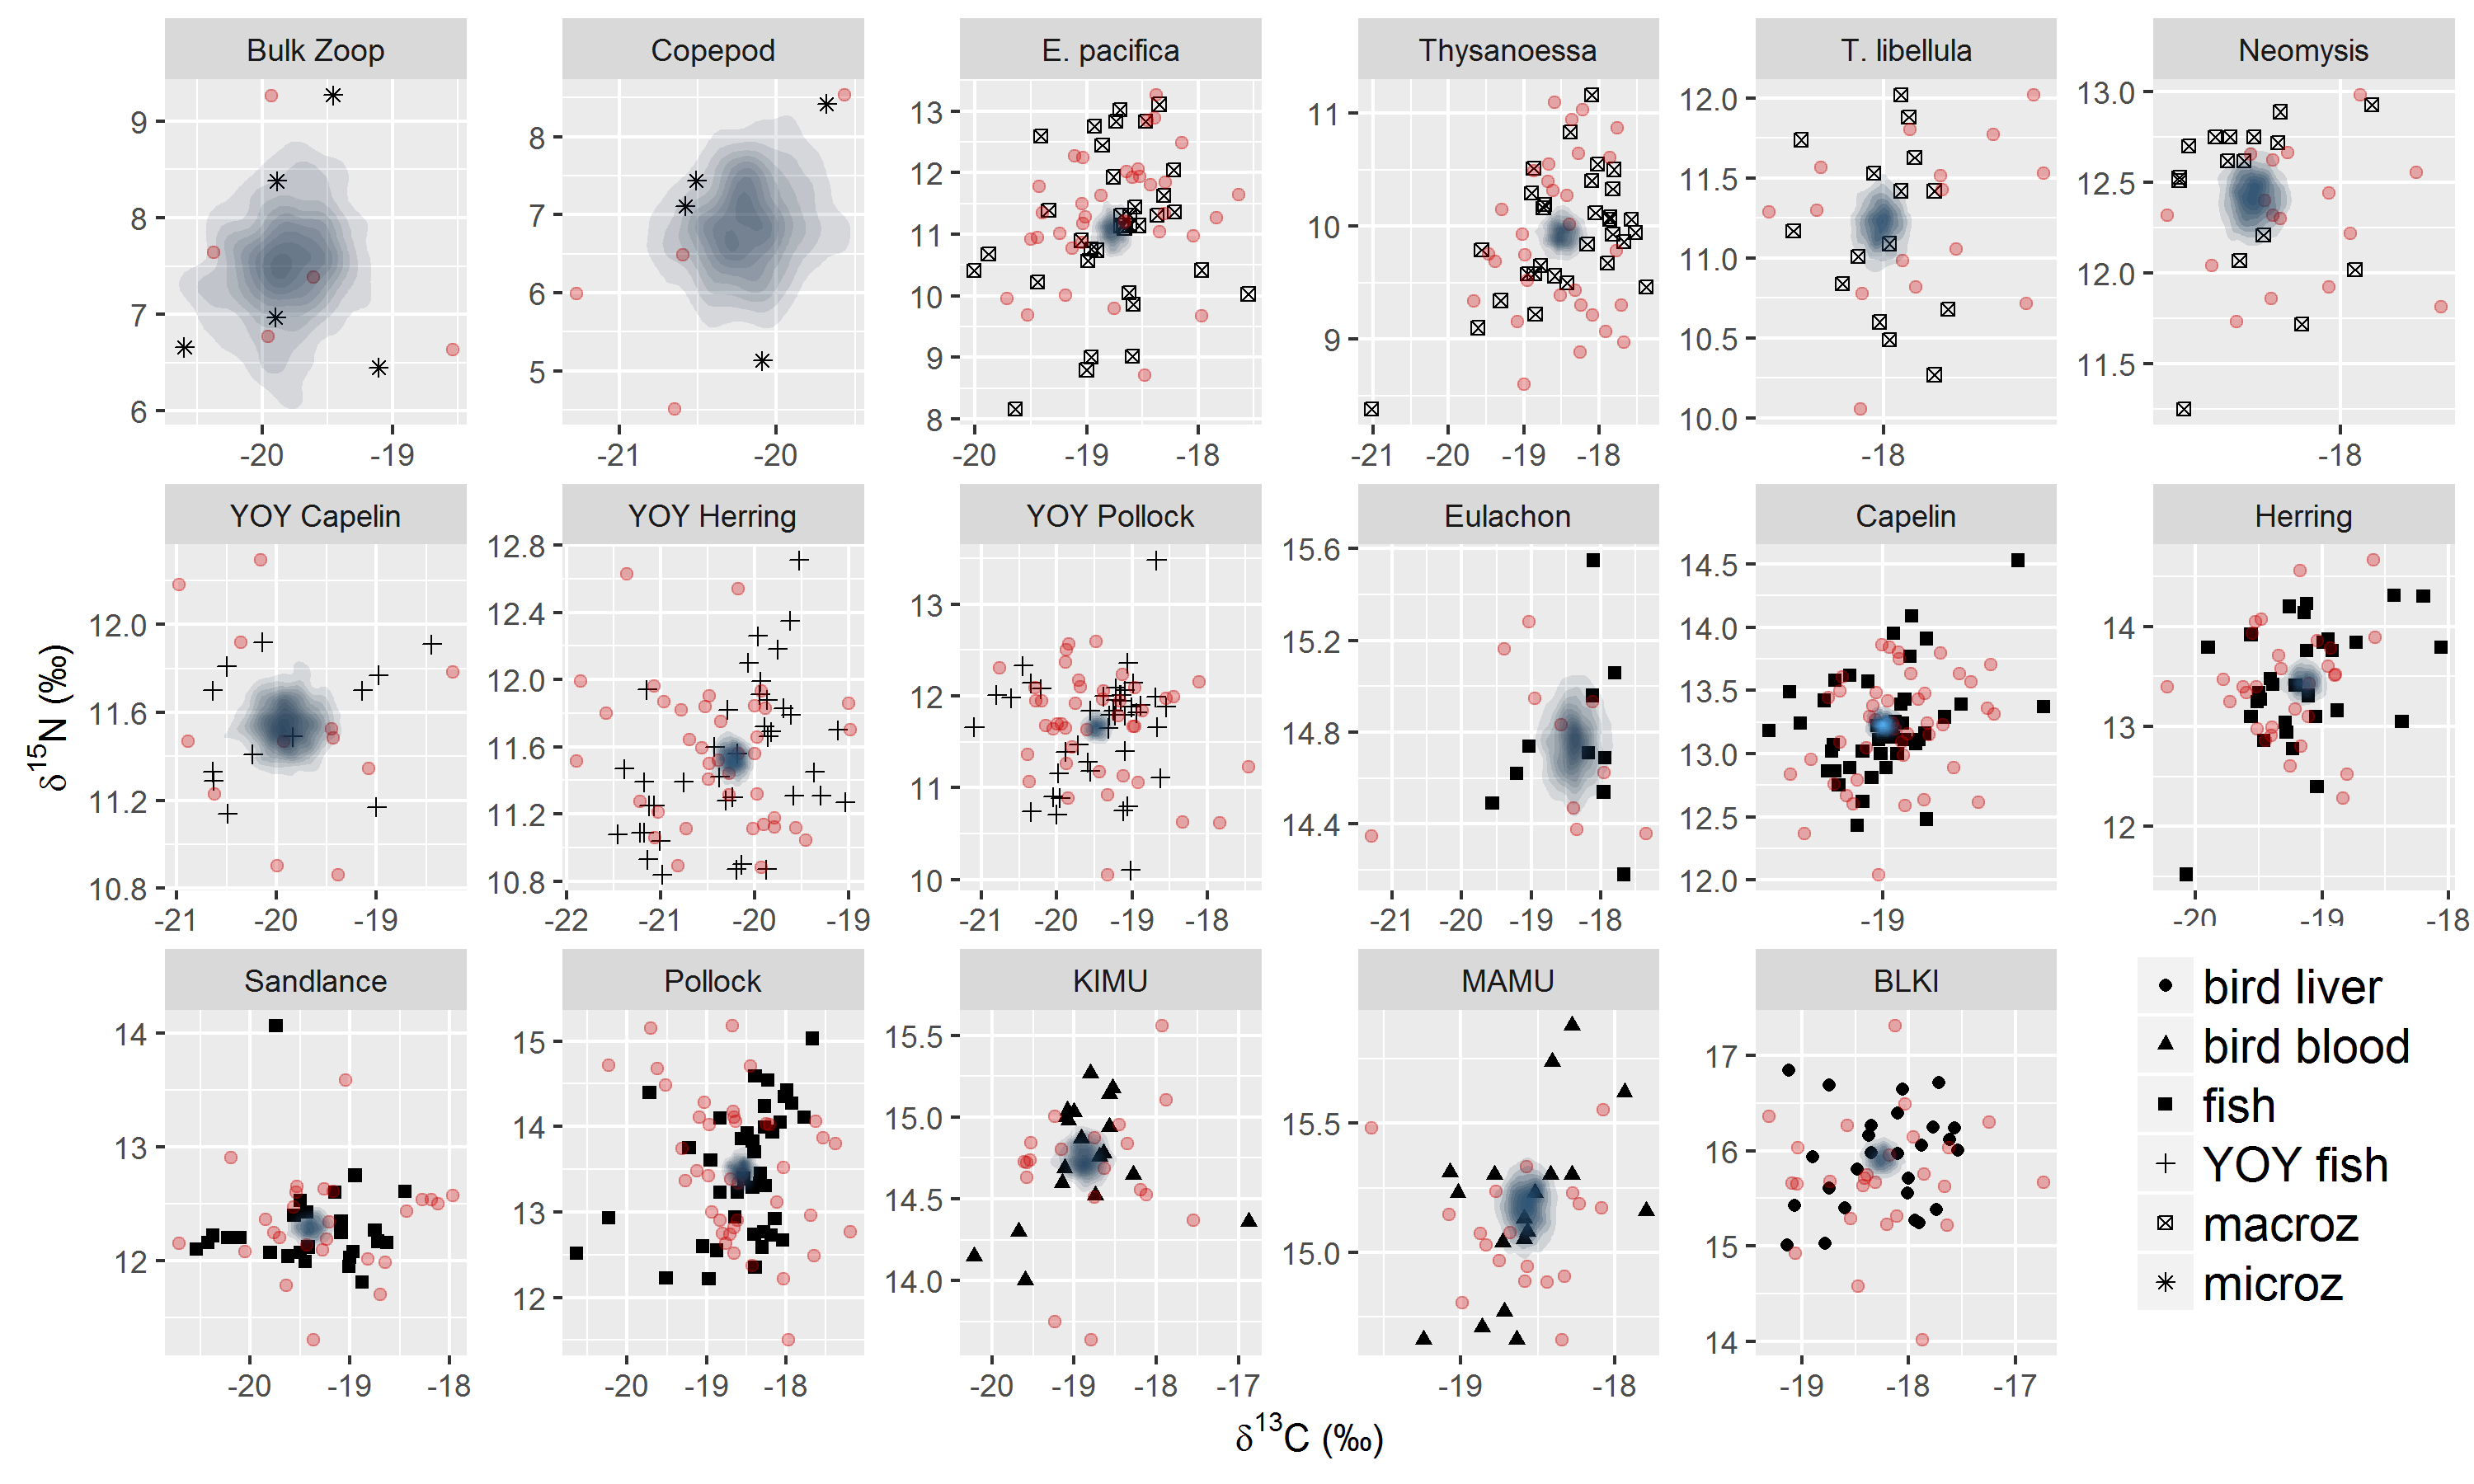 Bulk Zoop Copepod E. pacifica Thysanoessa T. libellula Neomysis
9 8 7 6
-20 -19
8 7 6 5
-21 -20
13 12 11 10 9 8
-20 -19 -18
11 10 9
-21 -20 -19 -18
12.0 11.5 11.0 10.5 10.0
-18
13.0 12.5 12.0 11.5
-18
YOY Capelin YOY Herring YOY Pollock Eulachon Capelin Herring
δ15N (‰)
12.0 11.6 11.2 10.8
-21 -20 -19
12.8 12.4 12.0 11.6 11.2 10.8
-22 -21 -20 -19
13 12 11 10
-21 -20 -19 -18
15.6 15.2 14.8 14.4
-21 -20 -19 -18
14.5 14.0 13.5 13.0 12.5 12.0
-19
14 13 12
-20 -19 -18
Sandlance Pollock KIMU MAMU BLKI
14 13 12
-20 -19 -18
15 14 13 12
-20 -19 -18
15.5 15.0 14.5 14.0
-20 -19 -18 -17
15.5 15.0
-19 -18
17 16 15 14
-19 -18 -17
bird liver
bird blood
fish
YOY fish
macroz
microz
δ13C (‰)